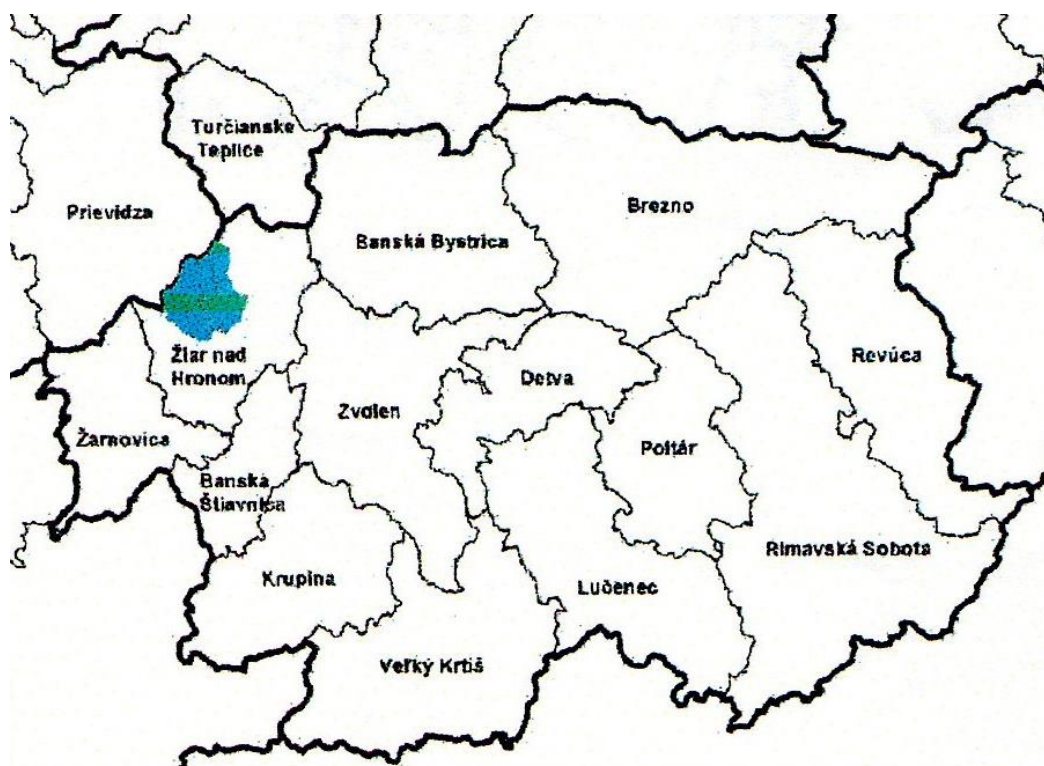 Turčianske
Teplice
Prievidza
Brezno
Banská Bystrica
Žiar nad
Hronom
Detva
Revúca
Zvolen
Žarnovica
Poltár
Banská
Štiavnica
Rimavská Sobota
Krupina
Lučenec
Veľký Krtíš